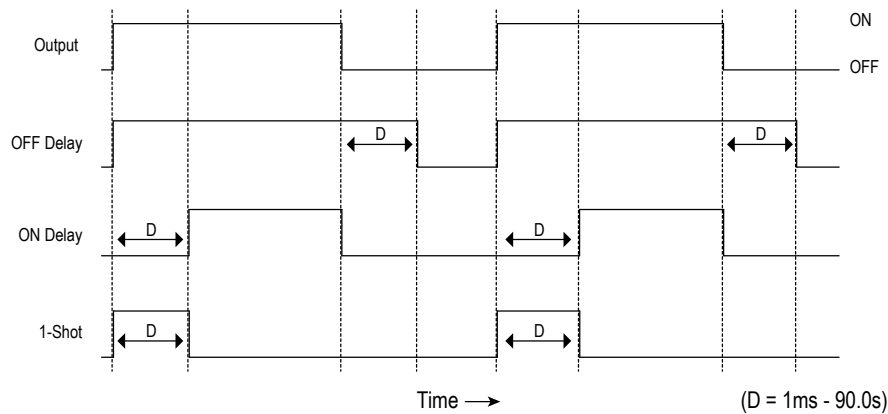 ON
Output
OFF
D
D
OFF Delay
D
D
ON Delay
D
D
1-Shot
Time
(D = 1ms - 90.0s)